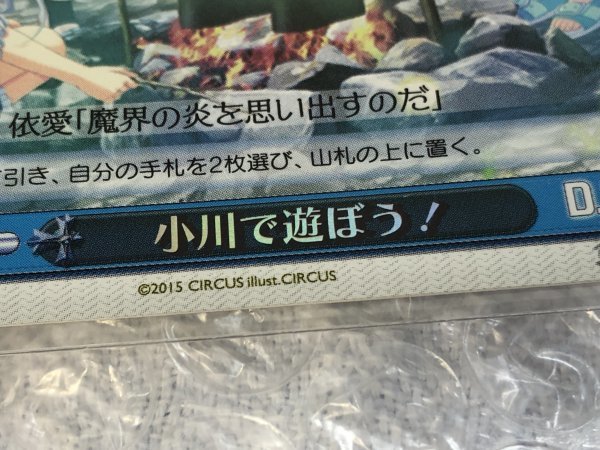 依愛「魔界の炎を思い出すのだ」
引き、自分の手札を2枚選び、山札の上に置く。
小川で遊ぼう！
D.
©2015 CIRCUS illust.CIRCUS